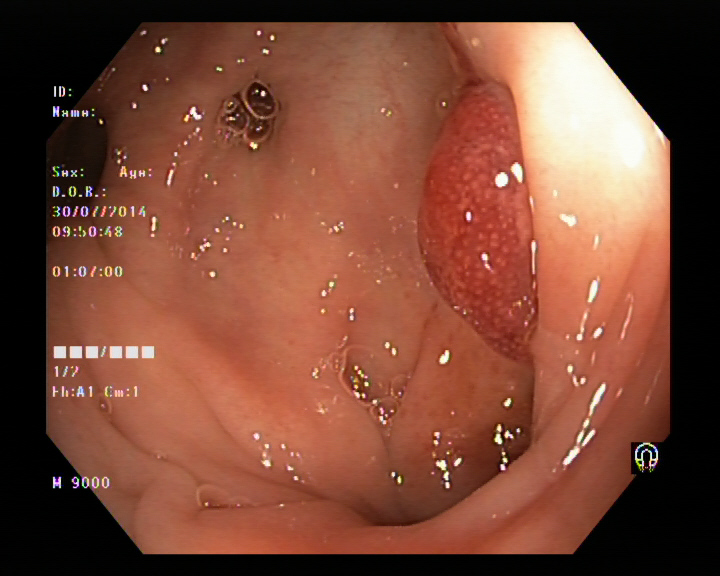 ID:
Name:
Sex: Age:
D.O.B.:
30/07/2014
09:50:48
01:07:00
■■■/■■■
1/2
Eh:A1 Cm:1
M 9000